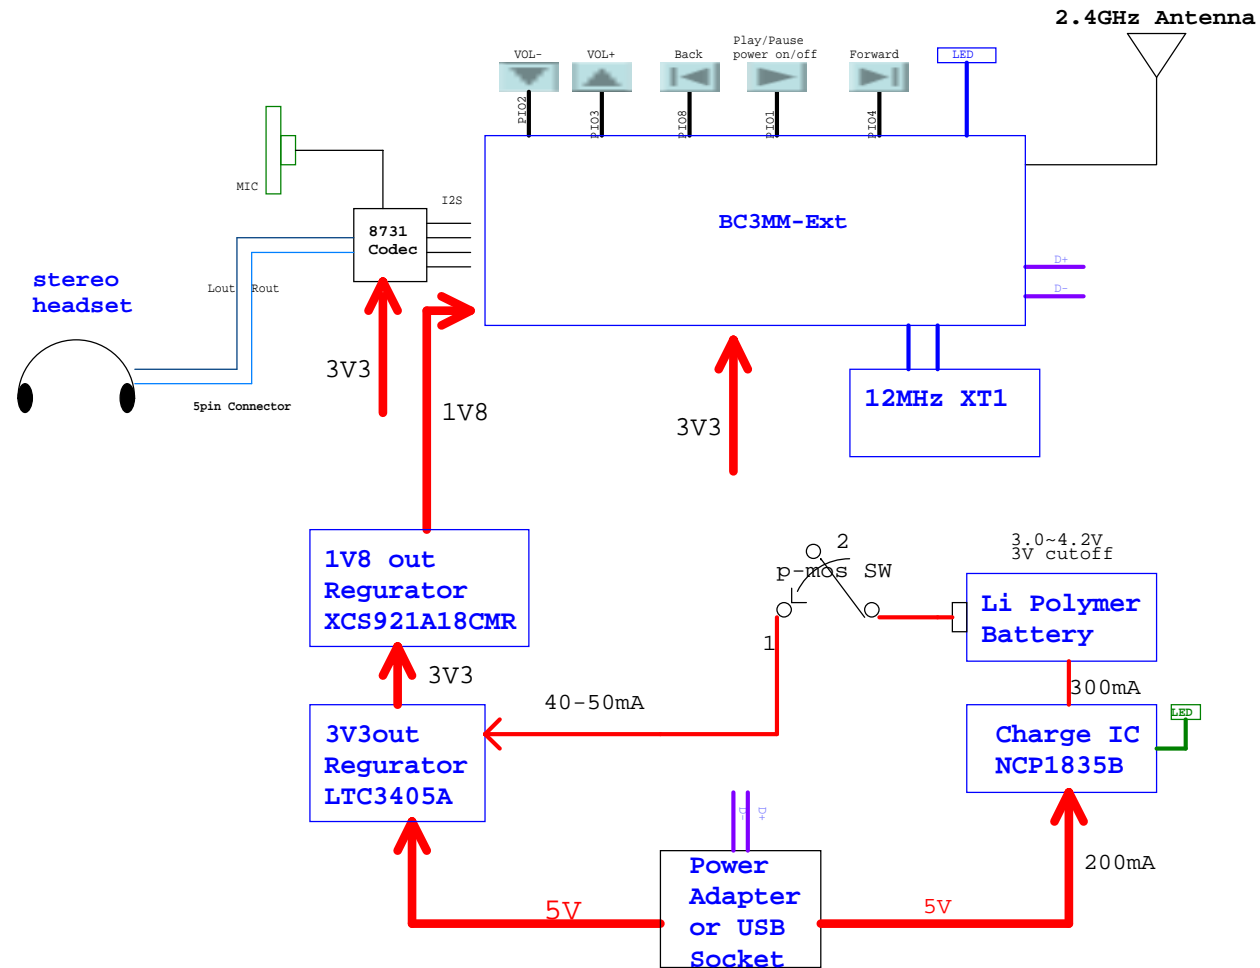 2.4GHz Antenna
Play/Pause
VOL-
VOL+
Back
power on/off
Forward
LED
PIO2
PIO3
PIO8
PIO1
PIO4
MIC
I2S
8731
Codec
BC3MM-Ext
D+
D-
stereo
headset
Lout
Rout
5pin Connector
3V3
1V8
3V3
12MHz XT1
1V8 out
Regurator
XCS921A18CMR
2
p-mos SW
1
3.0~4.2V
3V cutoff
Li Polymer
Battery
3V3
40-50mA
300mA
3V3out
Regurator
LTC3405A
Charge IC
NCP1835B
LED
D-
D+
Power
Adapter
or USB
Socket
5V
5V
200mA